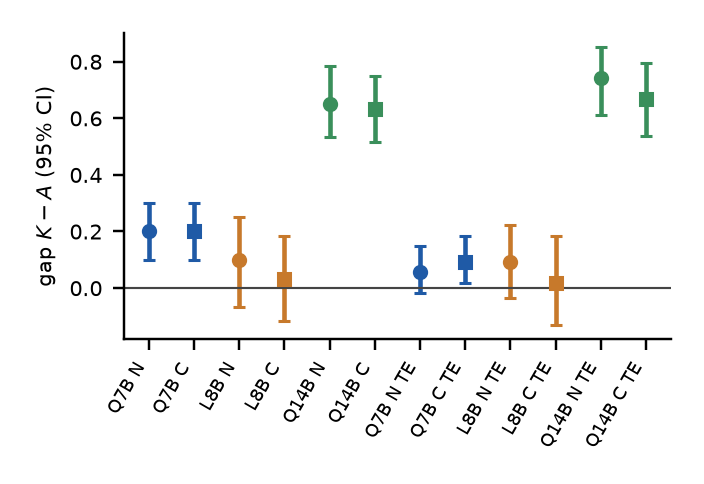 gap K − A (95% CI)
0.8
0.6
0.4
0.2
0.0
Q7B N
Q7B C
L8B N
L8B C
Q14B N
Q14B C
Q7B N TE
Q7B C TE
L8B N TE
L8B C TE
Q14B N TE
Q14B C TE